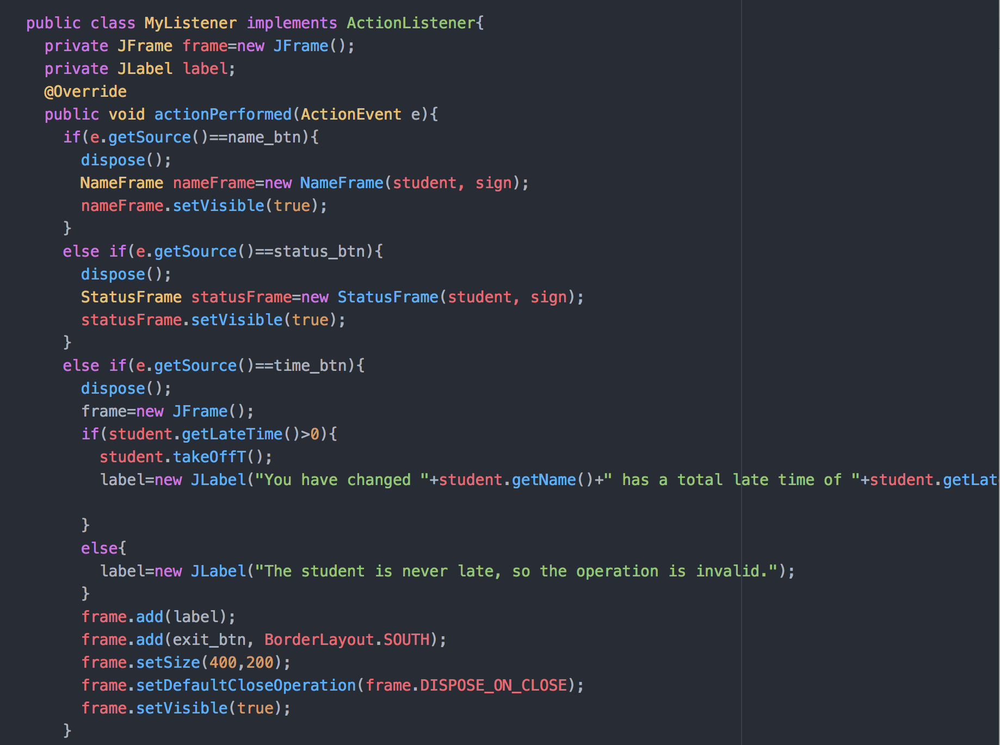 public class MyListener implements ActionListener{
private JFrame frame=new JFrame();
private JLabel label;
@Override
public void actionPerformed(ActionEvent e){
if(e.getSource()==name_btn){
dispose();
NameFrame nameFrame=new NameFrame(student, sign);
nameFrame.setVisible(true);
}
else if(e.getSource()==status_btn){
dispose();
StatusFrame statusFrame=new StatusFrame(student, sign);
statusFrame.setVisible(true);
}
else if(e.getSource()==time_btn){
dispose();
frame=new JFrame();
if(student.getLateTime()>0){
student.takeOffT();
label=new JLabel("You have changed "+student.getName()+" has a total late time of "+student.getLat
}
else{
label=new JLabel("The student is never late, so the operation is invalid.");
}
frame.add(label);
frame.add(exit_btn, BorderLayout.SOUTH);
frame.setSize(400,200);
frame.setDefaultCloseOperation(frame.DISPOSE_ON_CLOSE);
frame.setVisible(true);
}